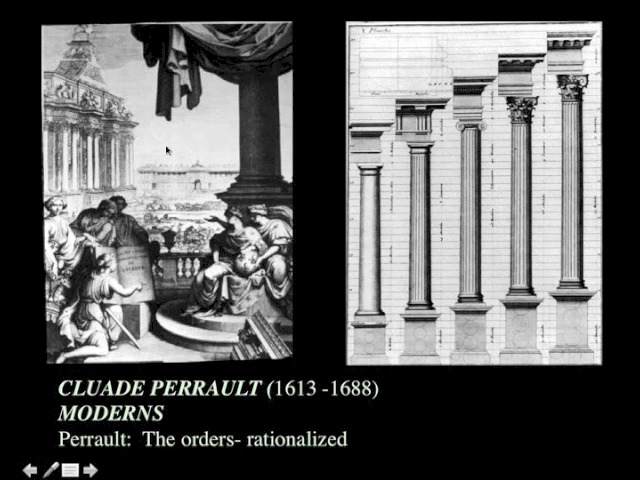 CLUADE PERRAULT (1613 -1688)
MODERNS
Perrault: The orders- rationalized